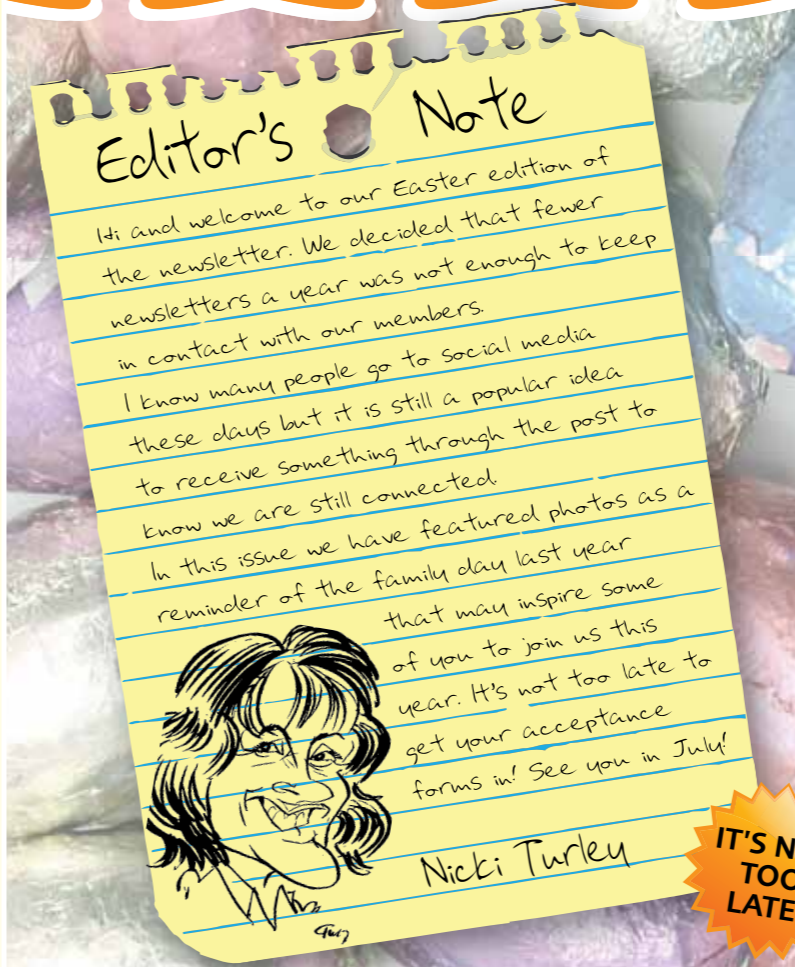 Editor's Note
Hi and welcome to our Easter edition of
the newsletter. We decided that fewer
newsletters a year was not enough to keep
in contact with our members.
I know many people go to social media
these days but it is still a popular idea
to receive something through the post to
know we are still connected.
In this issue we have featured photos as a
reminder of the family day last year
that may inspire some
of you to join us this
year. It's not too late to
get your acceptance
forms in! See you in July!
Nicki Turley
IT'S N
TOO
LATE